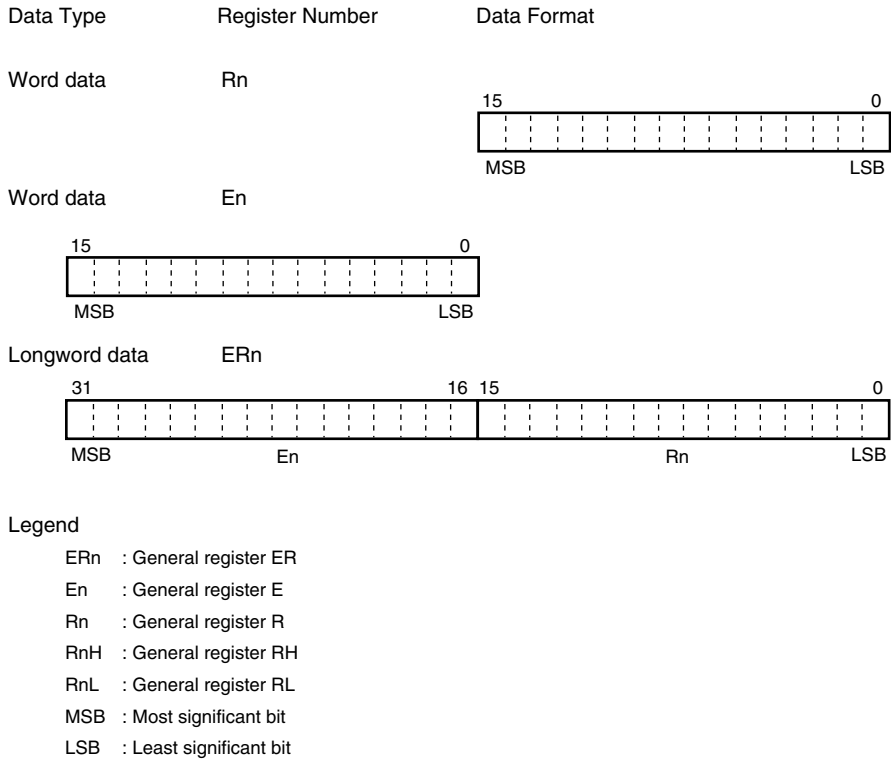 Data Type Register Number Data Format
Word data Rn
15 0
MSB LSB
Word data En
15 0
MSB LSB
Longword data ERn
31 16 15 0
MSB En Rn LSB
Legend
ERn : General register ER
En : General register E
Rn : General register R
RnH : General register RH
RnL : General register RL
MSB : Most significant bit
LSB : Least significant bit